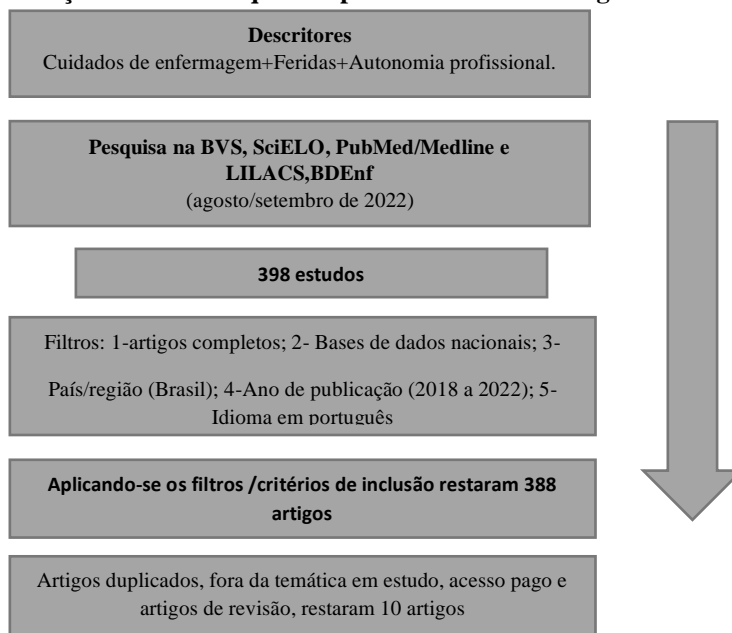 Descritores
Cuidados de enfermagem+Feridas+Autonomia profissional.
Pesquisa na BVS, SciELO, PubMed/Medline e
LILACS,BDEnf
(agosto/setembro de 2022)
398 estudos
Filtros: 1-artigos completos; 2- Bases de dados nacionais; 3-
País/região (Brasil); 4-Ano de publicação (2018 a 2022); 5-
Idioma em português
Aplicando-se os filtros /critérios de inclusão restaram 388
artigos
Artigos duplicados, fora da temática em estudo, acesso pago e
artigos de revisão, restaram 10 artigos